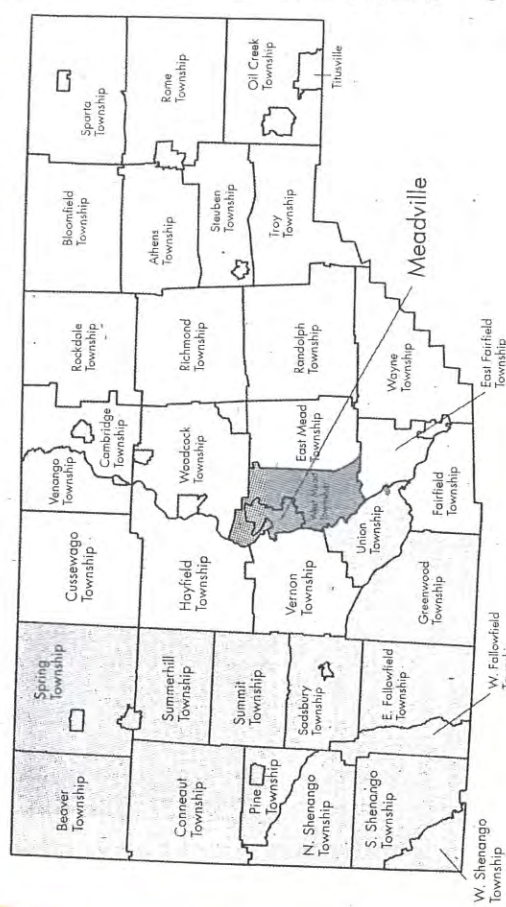 Beaver
Township
Spring
Township
Cussewago
Township
Venango
Township
Cambridge
Township
Rockdale
Township
Bloomfield
Township
Sparta
Township
Conneaut
Township
Summerhill
Township
Hayfield
Township
Woodcock
Township
Richmond
Township
Athens
Township
Rome
Township
Steuben
Township
Pine
Township
Summit
Township
Sadsbury
Township
Vernon
Township
East Mead
Township
Randolph
Township
Troy
Township
Oil Creek
Township
Titusville
N. Shenango
Township
S. Shenango
Township
E. Fallowfield
Township
Greenwood
Township
Union
Township
Fairfield
Township
Wayne
Township
Meadville
W. Shenango
Township
W. Fallowfield
East Fairfield
Township